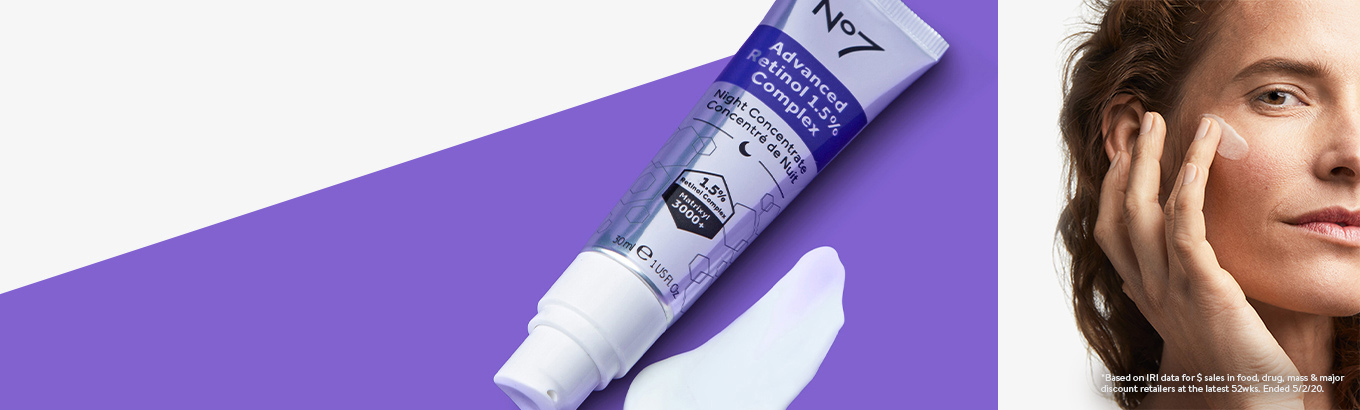 No7
Advanced
Retinol 1.5%
Complex
Night Concentrate
Concentré de Nuit
1.5%
Retinol Complex
Matrixyl
3000+
30ml e 1 US Fl.Oz
*Based on IRI data for $ sales in food, drug, mass & major
discount retailers at the latest 52wks. Ended 5/2/20.